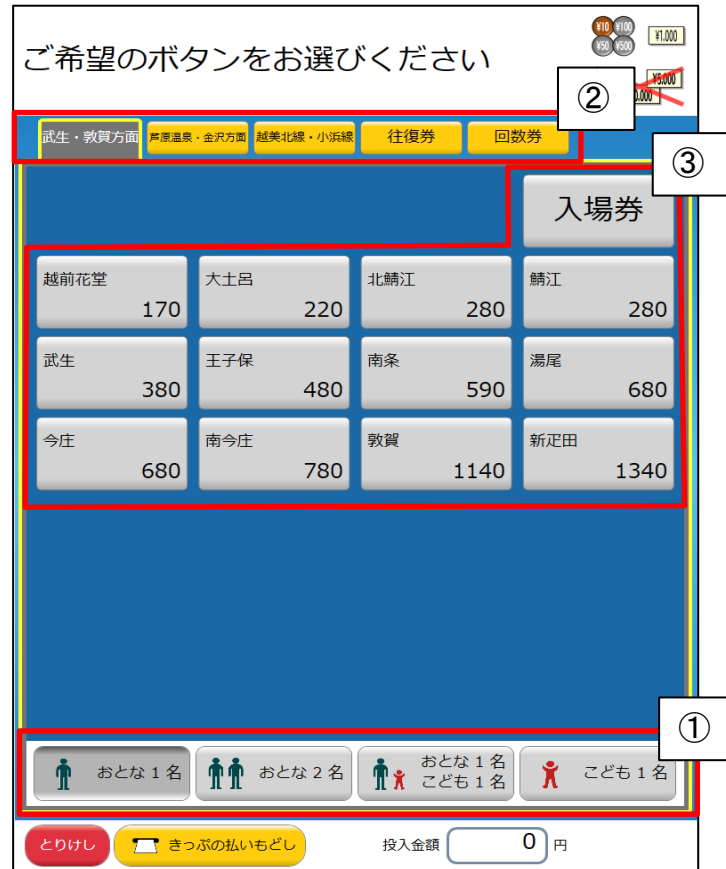 ご希望のボタンをお選びください
¥10 ¥100
¥50 ¥500
¥1.000
¥5.000
0.000
②
武生・敦賀方面 芦原温泉・金沢方面 越美北線・小浜線 往復券 回数券
③
入場券
越前花堂 大土呂 北鯖江 鯖江
170 220 280 280
武生 王子保 南条 湯尾
380 480 590 680
今庄 南今庄 敦賀 新疋田
680 780 1140 1340
①
おとな1名 おとな2名 おとな1名 こども1名
こども1名
とりけし きっぷの払いもどし 投入金額 0 円